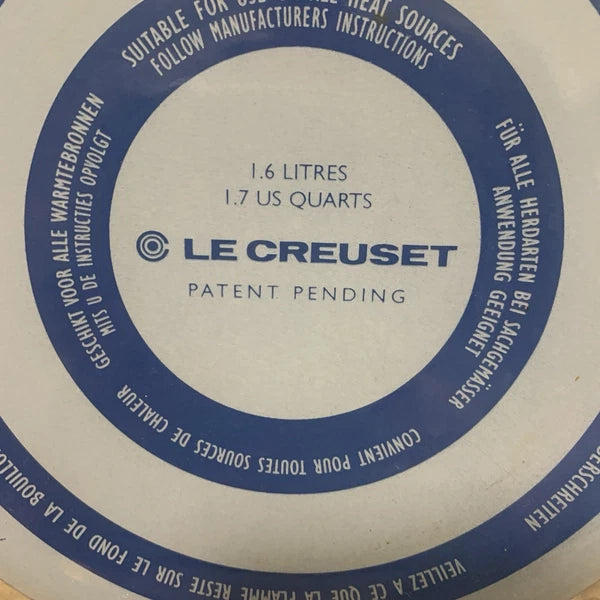 SUITABLE FOR HEAT SOURCES
FOLLOW MANUFACTURERS INSTRUCTIONS
FÜR ALLE HERDARTEN BEI SACHGEMÄSSER
ANWENDUNG GEEIGNET
1.6 LITRES
1.7 US QUARTS
LE CREUSET
PATENT PENDING
GESCHIKT VOOR ALLE WARMTEBRONNEN
MITS U DE INSTRUCTIES OPVOLGT
CONVIENT POUR TOUTES SOURCES DE CHALEUR
VEILLEZ A CE QUE LA FLAMME RESTE SUR LE FOND DE LA